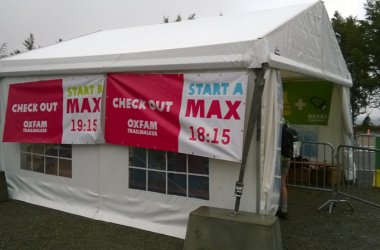 CHECK OUT
OXFAM
TRAILWALKER
START B
MAX
19:15
CHECK OUT
OXFAM
TRAILWALKER
START A
MAX
18:15
OXFAM